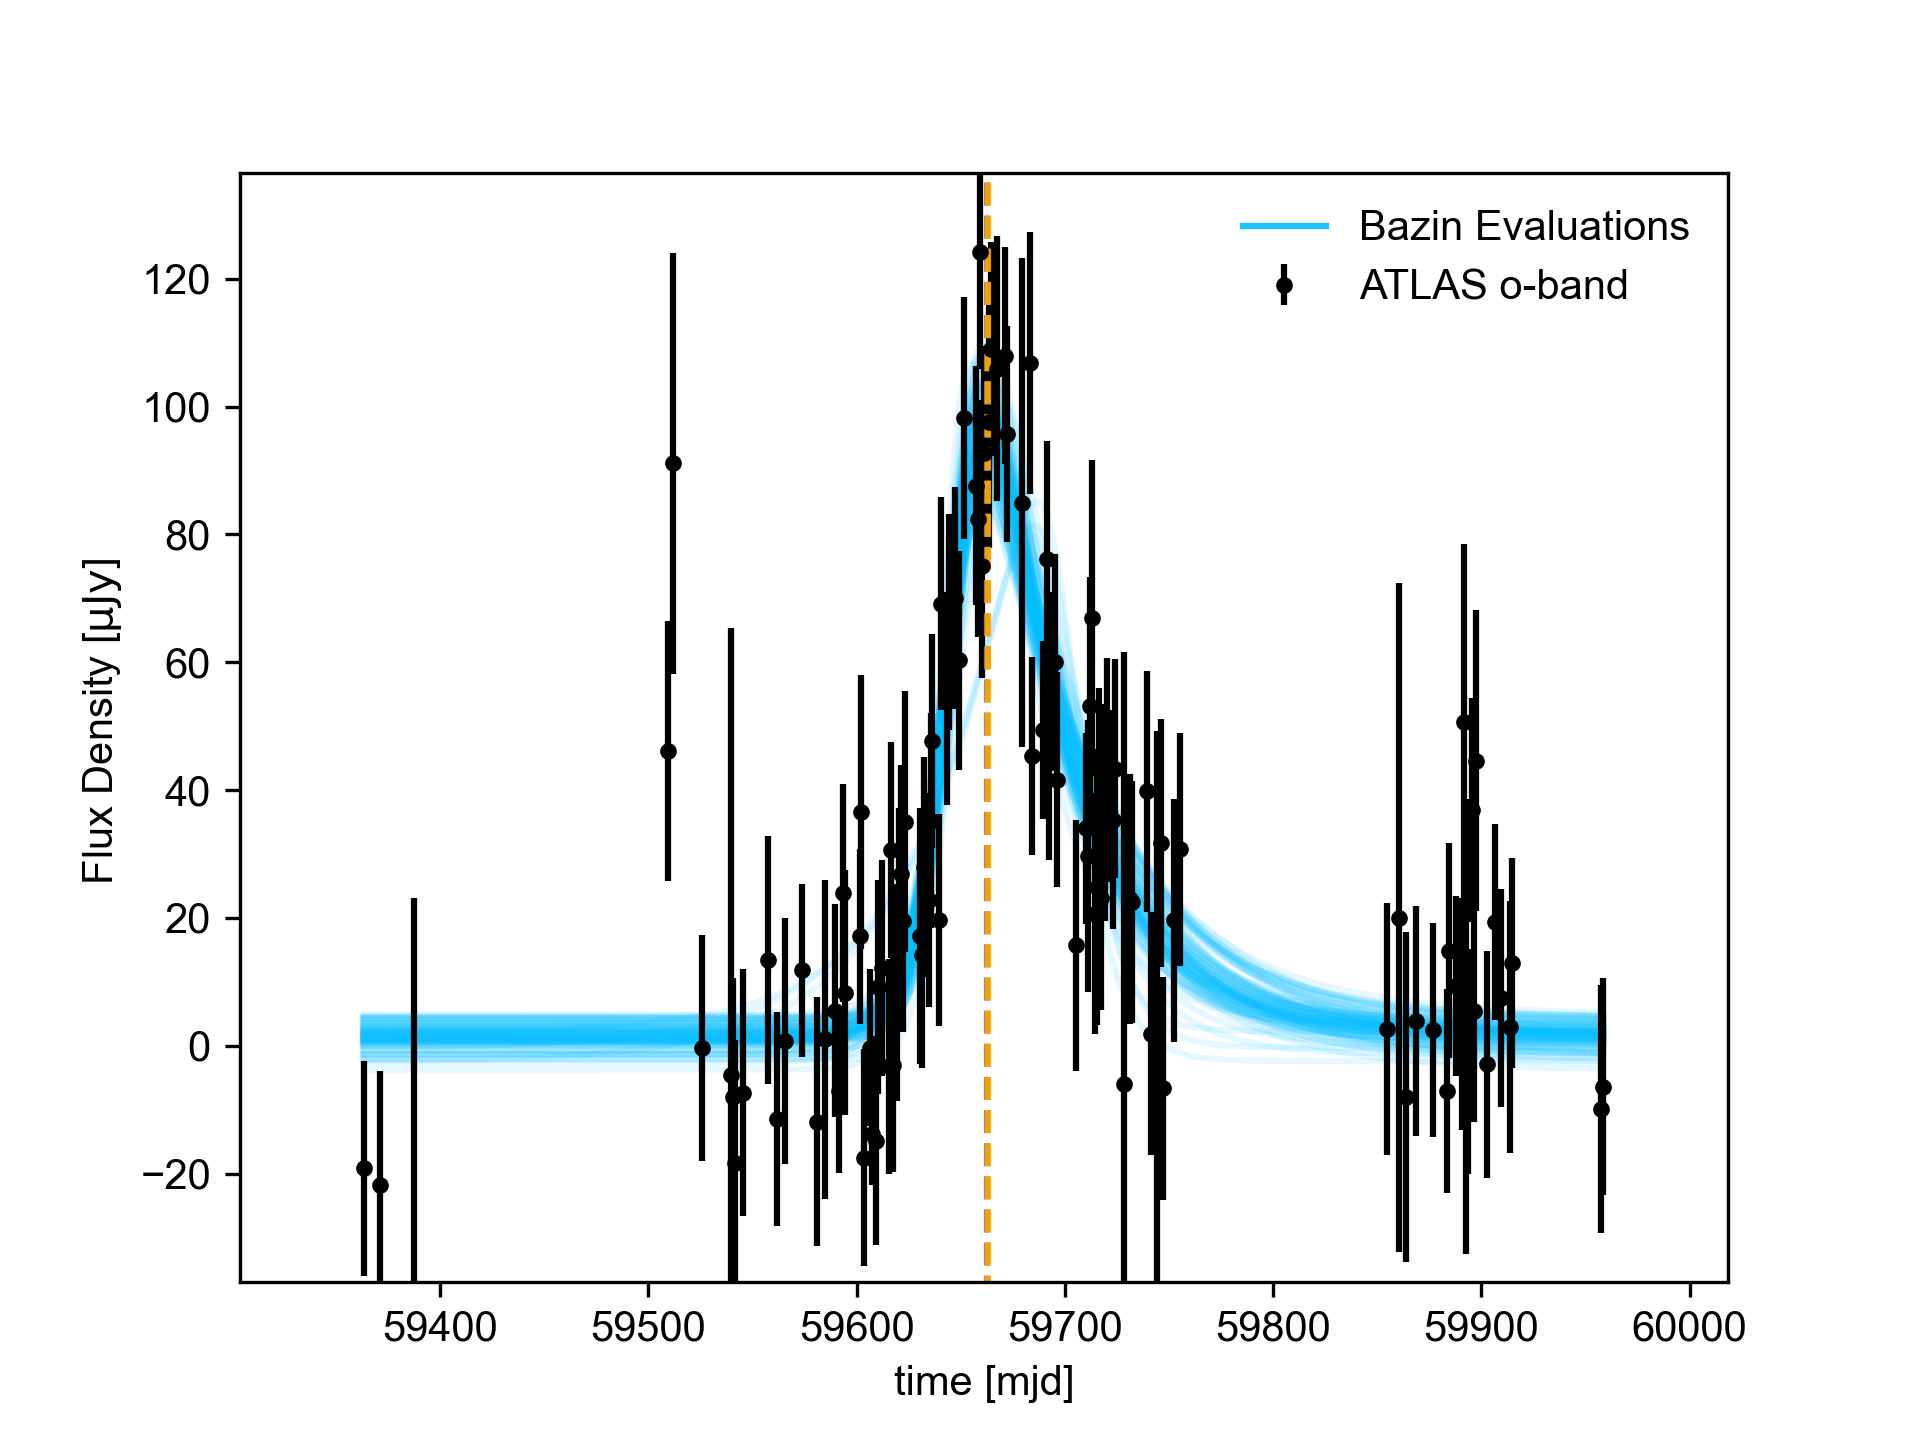 Bazin Evaluations
ATLAS o-band
Flux Density [µJy]
120
100
80
60
40
20
0
−20
59400 59500 59600 59700 59800 59900 60000
time [mjd]